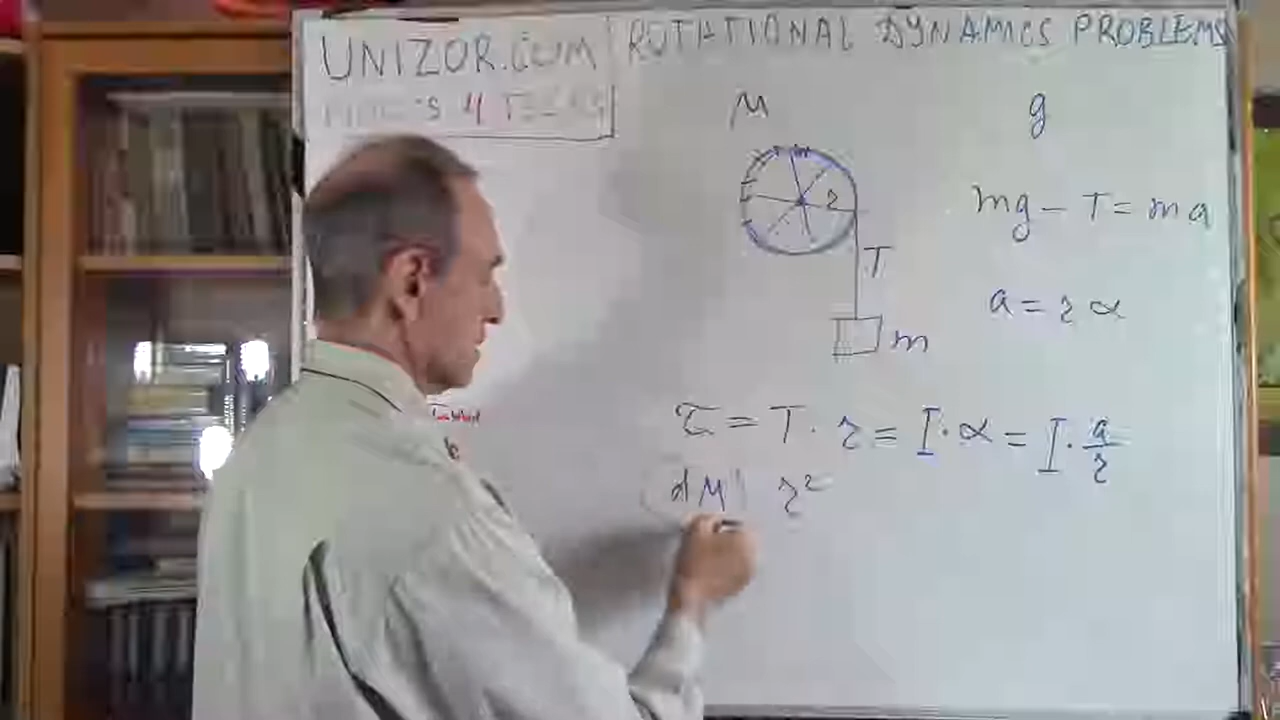 UNIZOR.COM
ROTATIONAL DYNAMICS PROBLEMS
M
g
r
mg - T = ma
T
a = r α
m
τ = T · r = I · α = I · a/r
dM r²